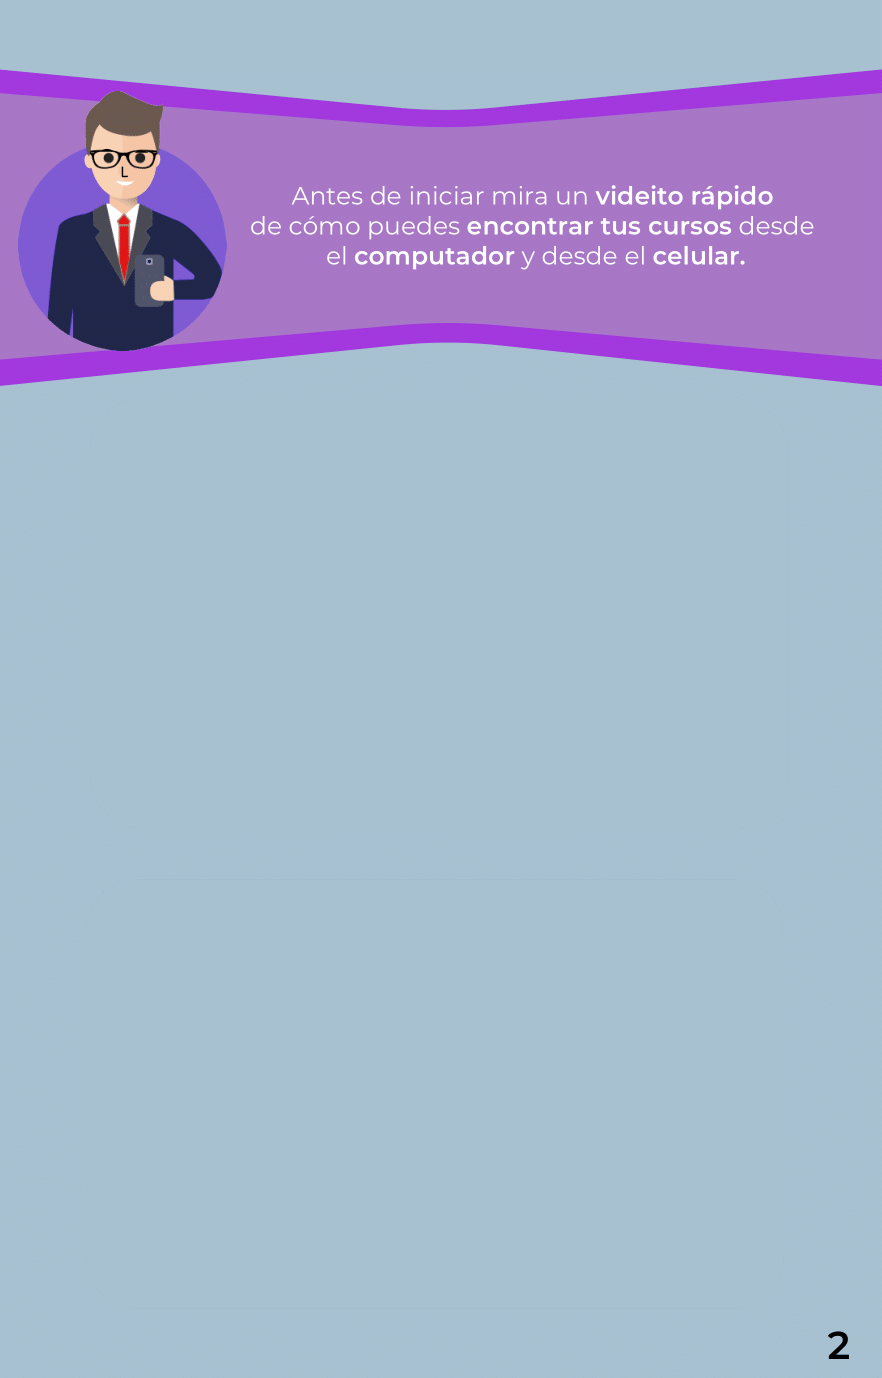 Antes de iniciar mira un videito rápido
de cómo puedes encontrar tus cursos desde
el computador y desde el celular.
2